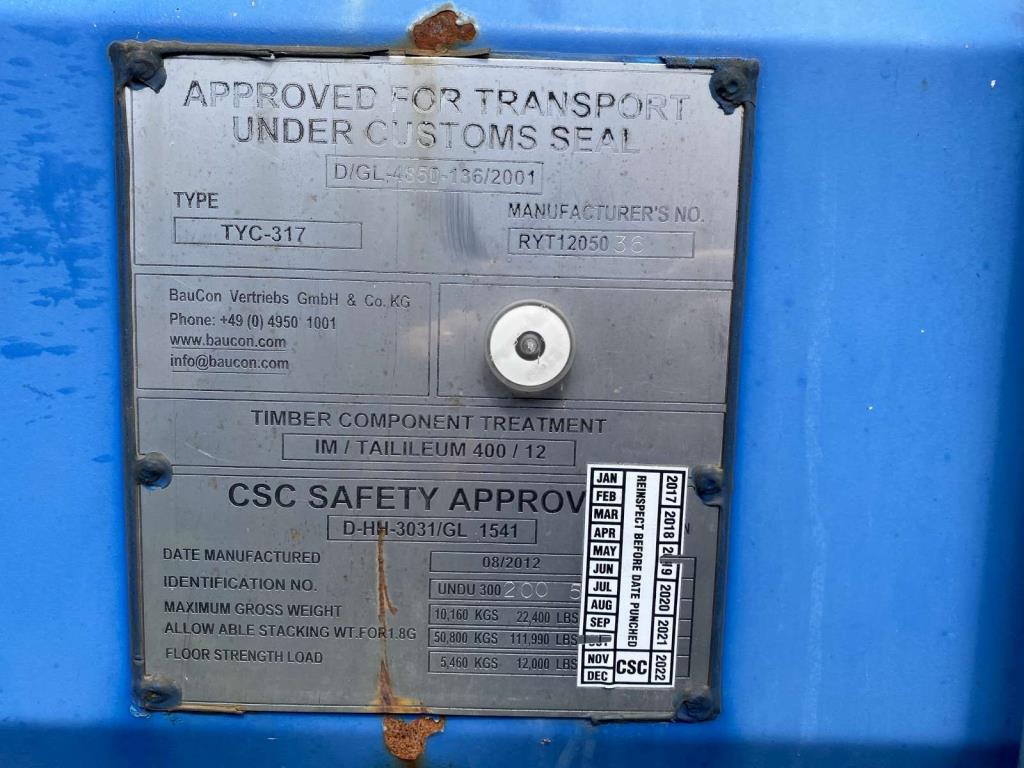 APPROVED FOR TRANSPORT
UNDER CUSTOMS SEAL
D/GL-4850-136/2001
TYPE
TYC-317
MANUFACTURER'S NO.
RYT1205036
BauCon Vertriebs GmbH & Co. KG
Phone: +49 (0) 4950 1001
www.baucon.com
info@baucon.com
TIMBER COMPONENT TREATMENT
IM / TAILILEUM 400 / 12
CSC SAFETY APPROV
D-HH-3031/GL 1541
DATE MANUFACTURED 08/2012
IDENTIFICATION NO. UNDU 300200 5
MAXIMUM GROSS WEIGHT 10,160 KGS 22,400 LBS
ALLOW ABLE STACKING WT.FOR1.8G 50,800 KGS 111,990 LBS
FLOOR STRENGTH LOAD 5,460 KGS 12,000 LBS
JAN
FEB
MAR
APR
MAY
JUN
JUL
AUG
SEP
NOV
DEC
REINSPECT BEFORE DATE PUNCHED
CSC
2017 2018 2019 2020 2021 2022